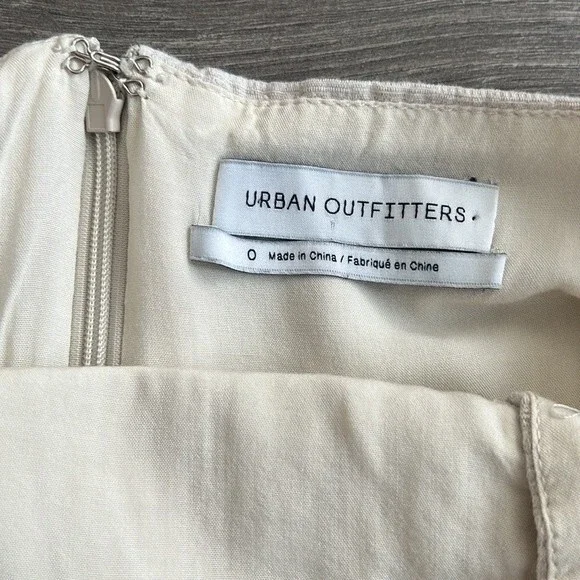 URBAN OUTFITTERS
0 Made in China / Fabriqué en Chine